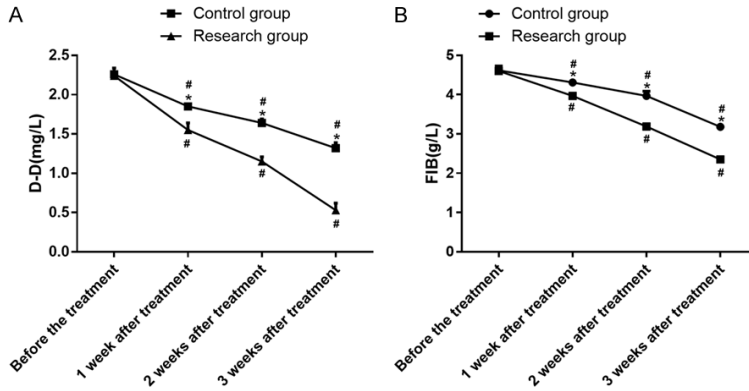 A
Control group
Research group
D-D(mg/L)
2.5
2.0
1.5
1.0
0.5
0.0
#
*
#
*
#
*
#
#
#
Before the treatment
1 week after treatment
2 weeks after treatment
3 weeks after treatment
B
Control group
Research group
FIB(g/L)
5
4
3
2
1
0
#
*
#
*
#
*
#
#
#
Before the treatment
1 week after treatment
2 weeks after treatment
3 weeks after treatment